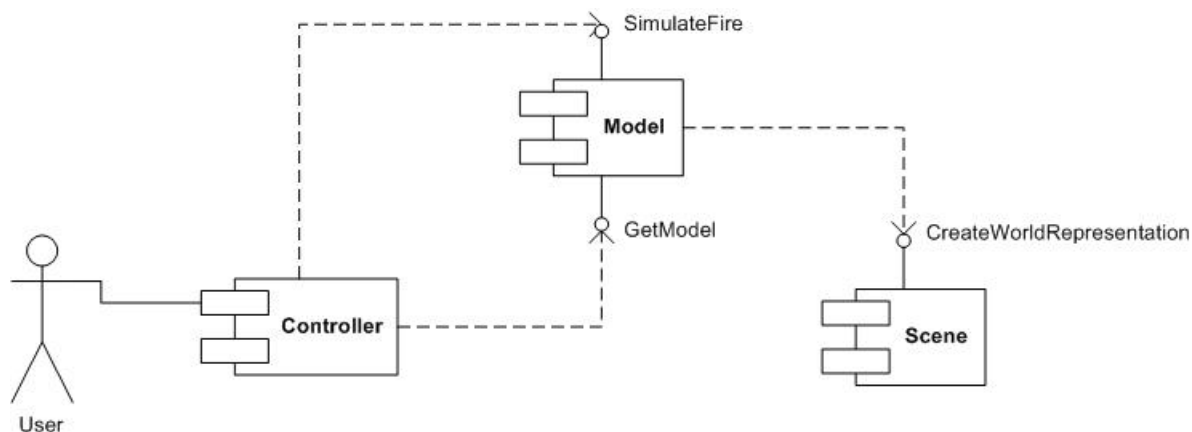 SimulateFire
Model
GetModel
CreateWorldRepresentation
Controller
Scene
User